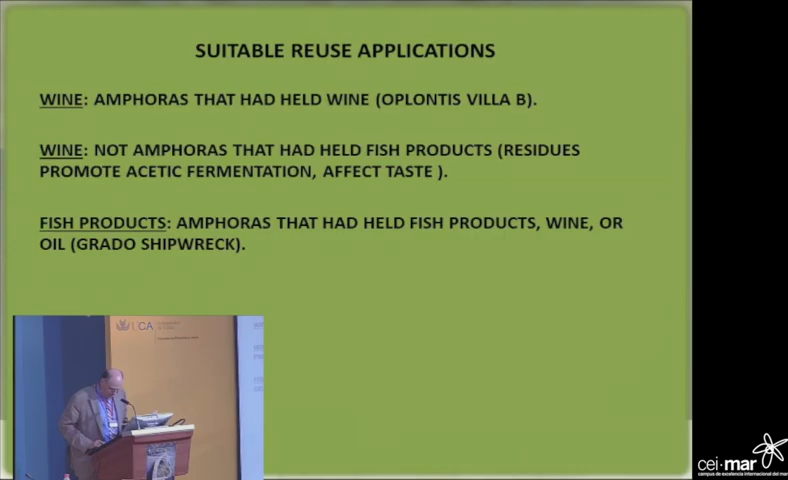 SUITABLE REUSE APPLICATIONS
WINE: AMPHORAS THAT HAD HELD WINE (OPLONTIS VILLA B).
WINE: NOT AMPHORAS THAT HAD HELD FISH PRODUCTS (RESIDUES
PROMOTE ACETIC FERMENTATION, AFFECT TASTE ).
FISH PRODUCTS: AMPHORAS THAT HAD HELD FISH PRODUCTS, WINE, OR
OIL (GRADO SHIPWRECK).
UCA
cei·mar
campus de excelencia internacional del mar